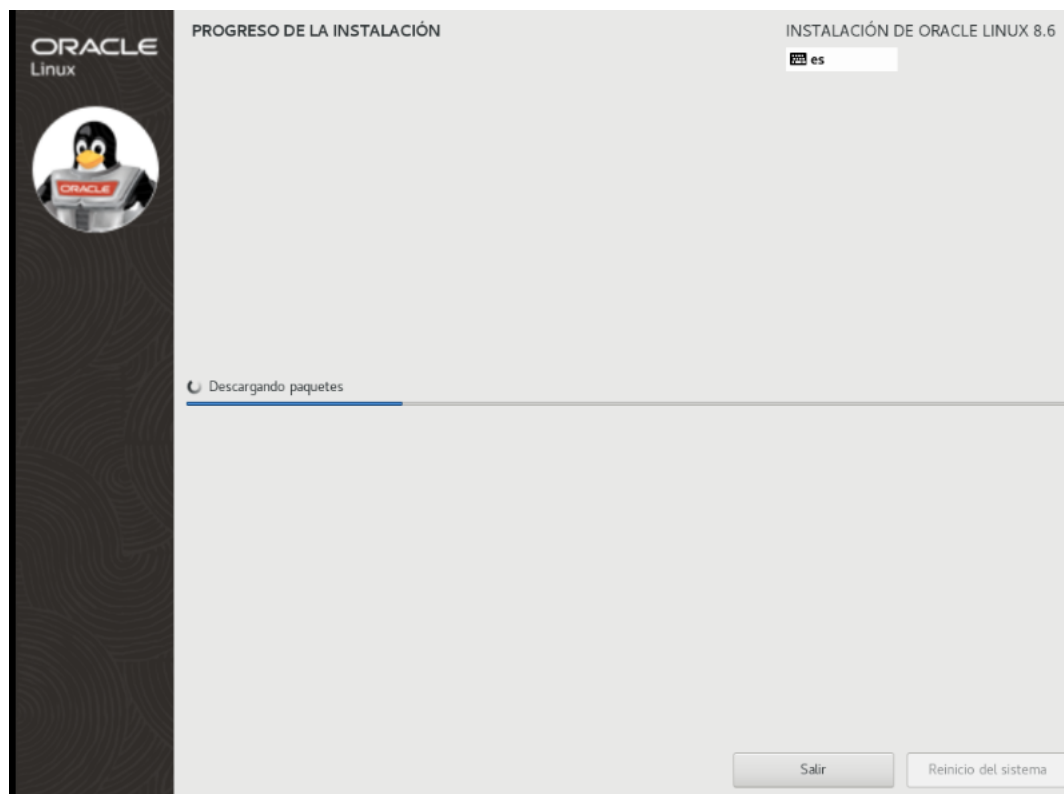 ORACLE
Linux
ORACLE
PROGRESO DE LA INSTALACIÓN
INSTALACIÓN DE ORACLE LINUX 8.6
es
Descargando paquetes
Salir
Reinicio del sistema